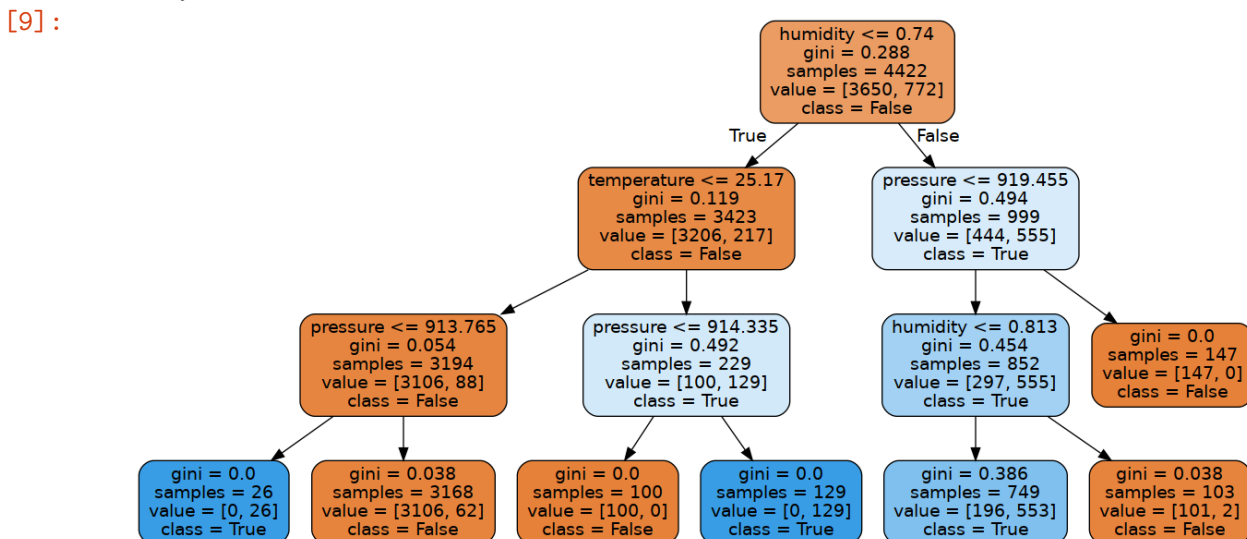 [9]:
humidity <= 0.74
gini = 0.288
samples = 4422
value = [3650, 772]
class = False
True
False
temperature <= 25.17
gini = 0.119
samples = 3423
value = [3206, 217]
class = False
pressure <= 919.455
gini = 0.494
samples = 999
value = [444, 555]
class = True
pressure <= 913.765
gini = 0.054
samples = 3194
value = [3106, 88]
class = False
pressure <= 914.335
gini = 0.492
samples = 229
value = [100, 129]
class = True
humidity <= 0.813
gini = 0.454
samples = 852
value = [297, 555]
class = True
gini = 0.0
samples = 147
value = [147, 0]
class = False
gini = 0.0
samples = 26
value = [0, 26]
class = True
gini = 0.038
samples = 3168
value = [3106, 62]
class = False
gini = 0.0
samples = 100
value = [100, 0]
class = False
gini = 0.0
samples = 129
value = [0, 129]
class = True
gini = 0.386
samples = 749
value = [196, 553]
class = True
gini = 0.038
samples = 103
value = [101, 2]
class = False